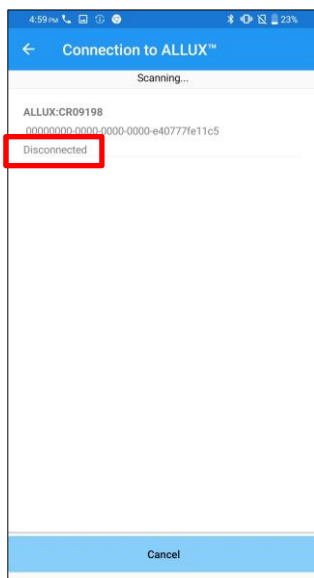 4:59 PM 23%
Connection to ALLUX™
Scanning...
ALLUX:CR09198
00000000-0000-0000-0000-e40777fe11c5
Disconnected
Cancel